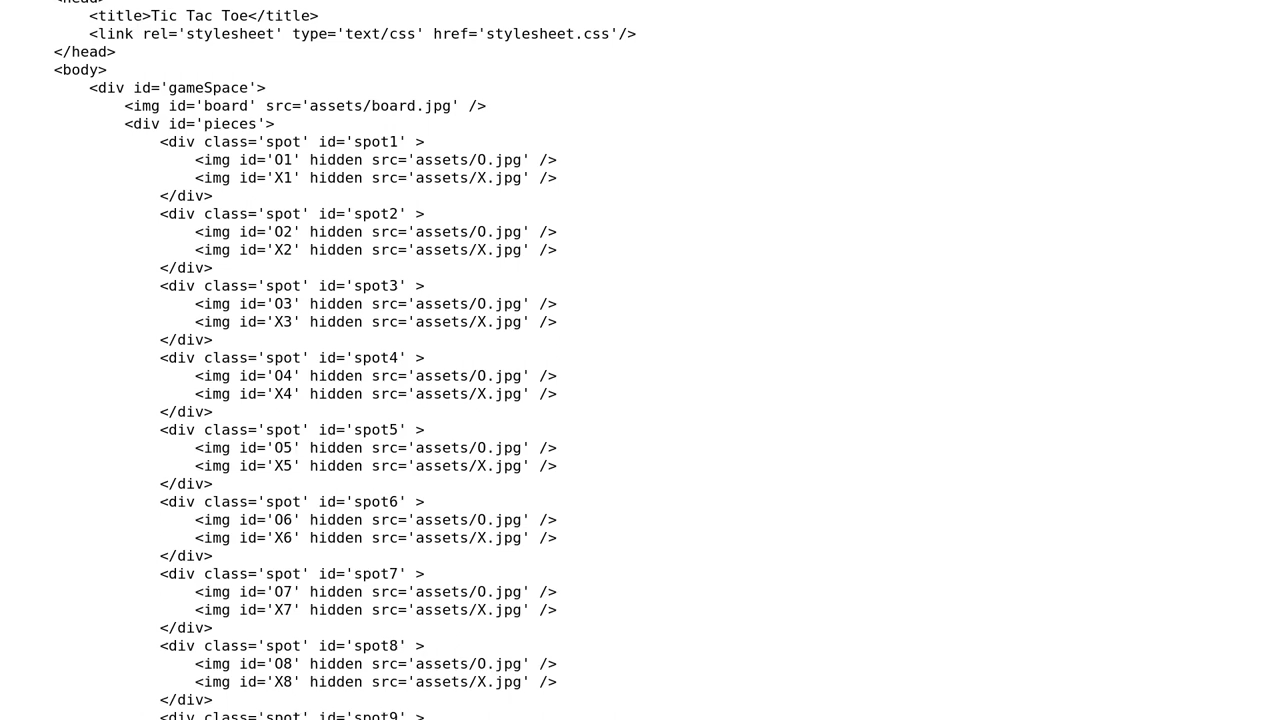 <head>
<title>Tic Tac Toe</title>
<link rel='stylesheet' type='text/css' href='stylesheet.css'/>
</head>
<body>
<div id='gameSpace'>
<img id='board' src='assets/board.jpg' />
<div id='pieces'>
<div class='spot' id='spot1' >
<img id='O1' hidden src='assets/O.jpg' />
<img id='X1' hidden src='assets/X.jpg' />
</div>
<div class='spot' id='spot2' >
<img id='O2' hidden src='assets/O.jpg' />
<img id='X2' hidden src='assets/X.jpg' />
</div>
<div class='spot' id='spot3' >
<img id='O3' hidden src='assets/O.jpg' />
<img id='X3' hidden src='assets/X.jpg' />
</div>
<div class='spot' id='spot4' >
<img id='O4' hidden src='assets/O.jpg' />
<img id='X4' hidden src='assets/X.jpg' />
</div>
<div class='spot' id='spot5' >
<img id='O5' hidden src='assets/O.jpg' />
<img id='X5' hidden src='assets/X.jpg' />
</div>
<div class='spot' id='spot6' >
<img id='O6' hidden src='assets/O.jpg' />
<img id='X6' hidden src='assets/X.jpg' />
</div>
<div class='spot' id='spot7' >
<img id='O7' hidden src='assets/O.jpg' />
<img id='X7' hidden src='assets/X.jpg' />
</div>
<div class='spot' id='spot8' >
<img id='O8' hidden src='assets/O.jpg' />
<img id='X8' hidden src='assets/X.jpg' />
</div>
<div class='spot' id='spot9' >